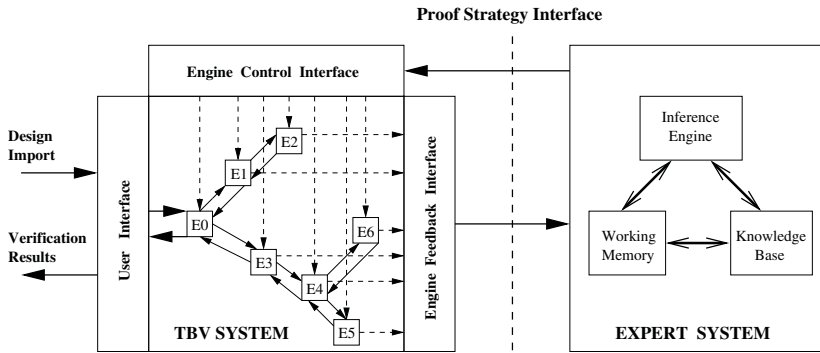 Proof Strategy Interface
Engine Control Interface
Design
Import
Verification
Results
User Interface
E0
E1
E2
E3
E4
E5
E6
TBV SYSTEM
Engine Feedback Interface
Inference
Engine
Working
Memory
Knowledge
Base
EXPERT SYSTEM